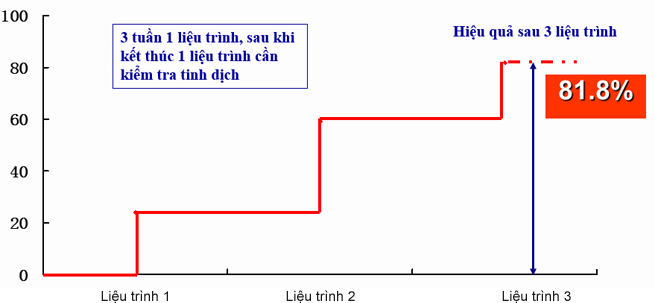 100
80
60
40
20
0
3 tuần 1 liệu trình, sau khi
kết thúc 1 liệu trình cần
kiểm tra tinh dịch
Hiệu quả sau 3 liệu trình
81.8%
Liệu trình 1
Liệu trình 2
Liệu trình 3